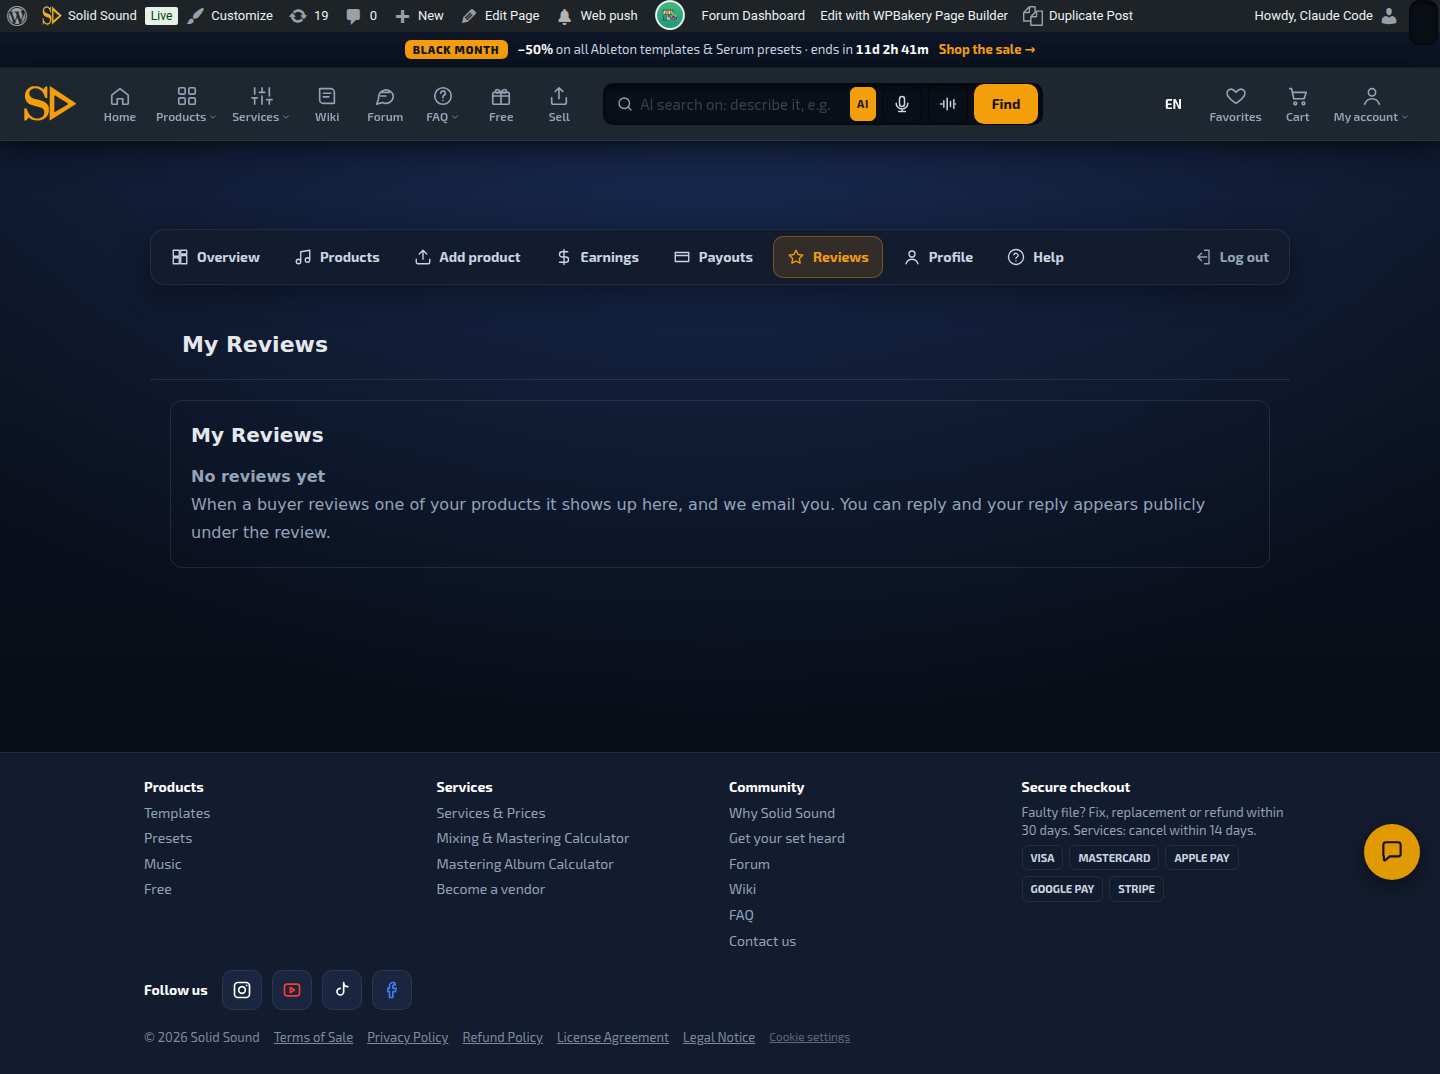 Solid Sound Live Customize 19 0 New Edit Page Web push Forum Dashboard Edit with WPBakery Page Builder Duplicate Post Howdy, Claude Code
BLACK MONTH −50% on all Ableton templates & Serum presets · ends in 11d 2h 41m Shop the sale →
Home Products Services Wiki Forum FAQ Free Sell
AI search on: describe it, e.g. AI Find
EN Favorites Cart My account
Overview Products Add product Earnings Payouts Reviews Profile Help Log out
My Reviews
My Reviews
No reviews yet
When a buyer reviews one of your products it shows up here, and we email you. You can reply and your reply appears publicly
under the review.
Products
Templates
Presets
Music
Free
Services
Services & Prices
Mixing & Mastering Calculator
Mastering Album Calculator
Become a vendor
Community
Why Solid Sound
Get your set heard
Forum
Wiki
FAQ
Contact us
Secure checkout
Faulty file? Fix, replacement or refund within
30 days. Services: cancel within 14 days.
VISA MASTERCARD APPLE PAY
GOOGLE PAY STRIPE
Follow us
© 2026 Solid Sound Terms of Sale Privacy Policy Refund Policy License Agreement Legal Notice Cookie settings